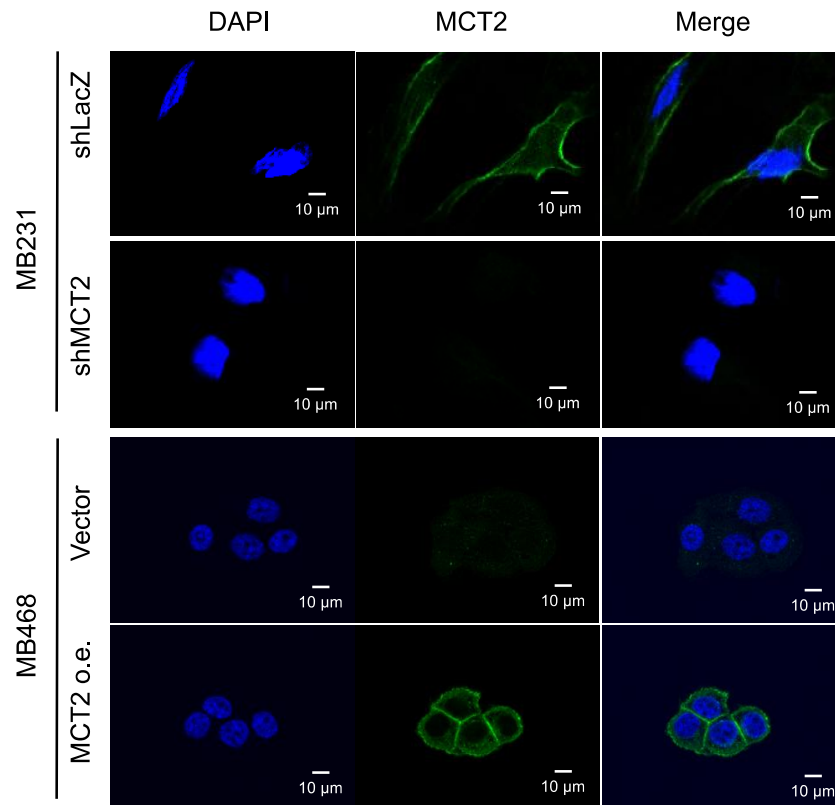 DAPI MCT2 Merge
MB231
shLacZ
10 µm 10 µm 10 µm
shMCT2
10 µm 10 µm 10 µm
MB468
Vector
10 µm 10 µm 10 µm
MCT2 o.e.
10 µm 10 µm 10 µm